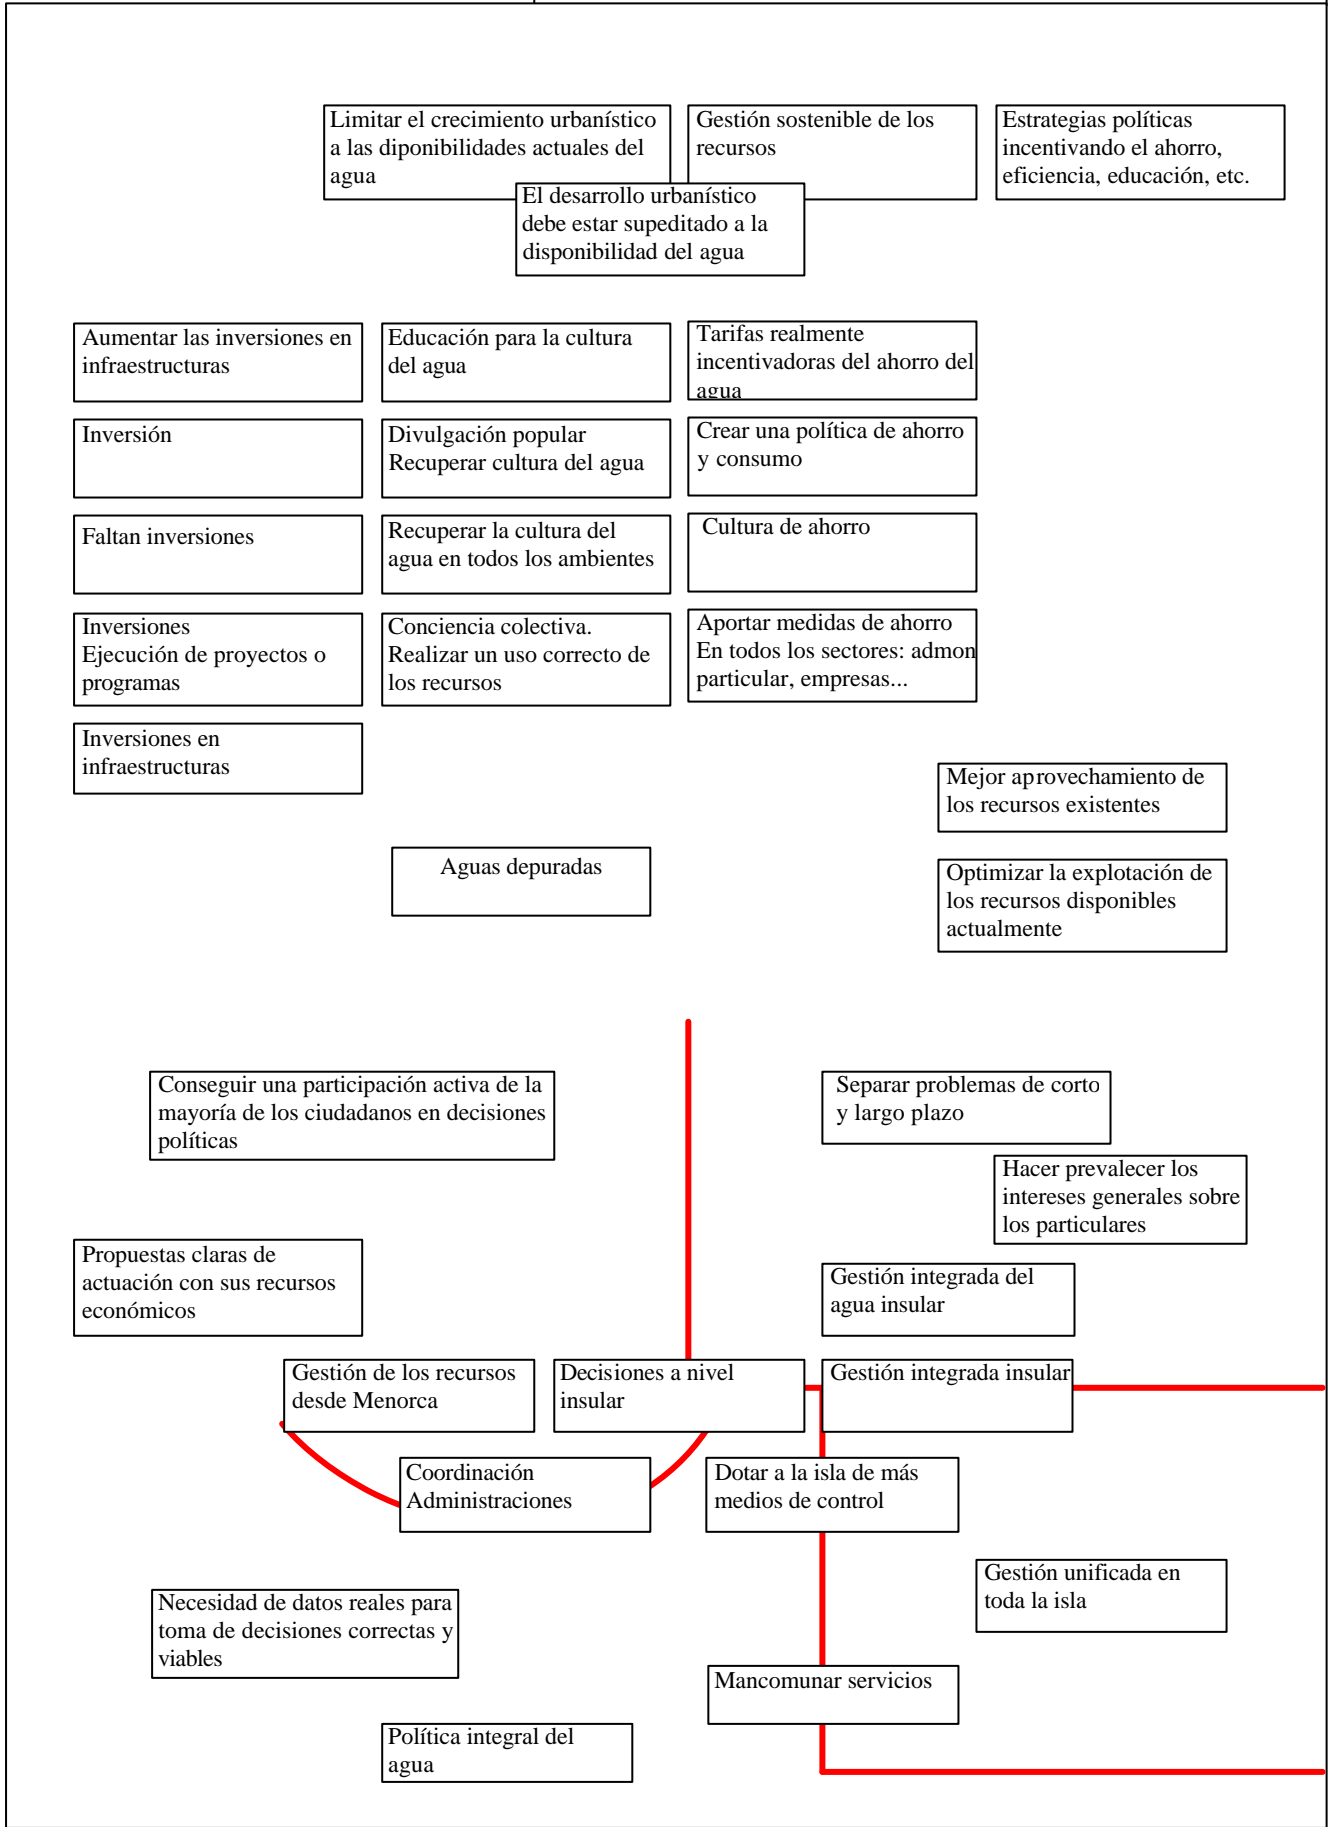 Limitar el crecimiento urbanístico
a las diponibilidades actuales del
agua
Gestión sostenible de los
recursos
Estrategias políticas
incentivando el ahorro,
eficiencia, educación, etc.
El desarrollo urbanístico
debe estar supeditado a la
disponibilidad del agua
Aumentar las inversiones en
infraestructuras
Educación para la cultura
del agua
Tarifas realmente
incentivadoras del ahorro del
agua
Inversión
Divulgación popular
Recuperar cultura del agua
Crear una política de ahorro
y consumo
Faltan inversiones
Recuperar la cultura del
agua en todos los ambientes
Cultura de ahorro
Inversiones
Ejecución de proyectos o
programas
Conciencia colectiva.
Realizar un uso correcto de
los recursos
Aportar medidas de ahorro
En todos los sectores: admon
particular, empresas...
Inversiones en
infraestructuras
Mejor aprovechamiento de
los recursos existentes
Aguas depuradas
Optimizar la explotación de
los recursos disponibles
actualmente
Conseguir una participación activa de la
mayoría de los ciudadanos en decisiones
políticas
Separar problemas de corto
y largo plazo
Hacer prevalecer los
intereses generales sobre
los particulares
Propuestas claras de
actuación con sus recursos
económicos
Gestión integrada del
agua insular
Gestión de los recursos
desde Menorca
Decisiones a nivel
insular
Gestión integrada insular
Coordinación
Administraciones
Dotar a la isla de más
medios de control
Gestión unificada en
toda la isla
Necesidad de datos reales para
toma de decisiones correctas y
viables
Mancomunar servicios
Política integral del
agua